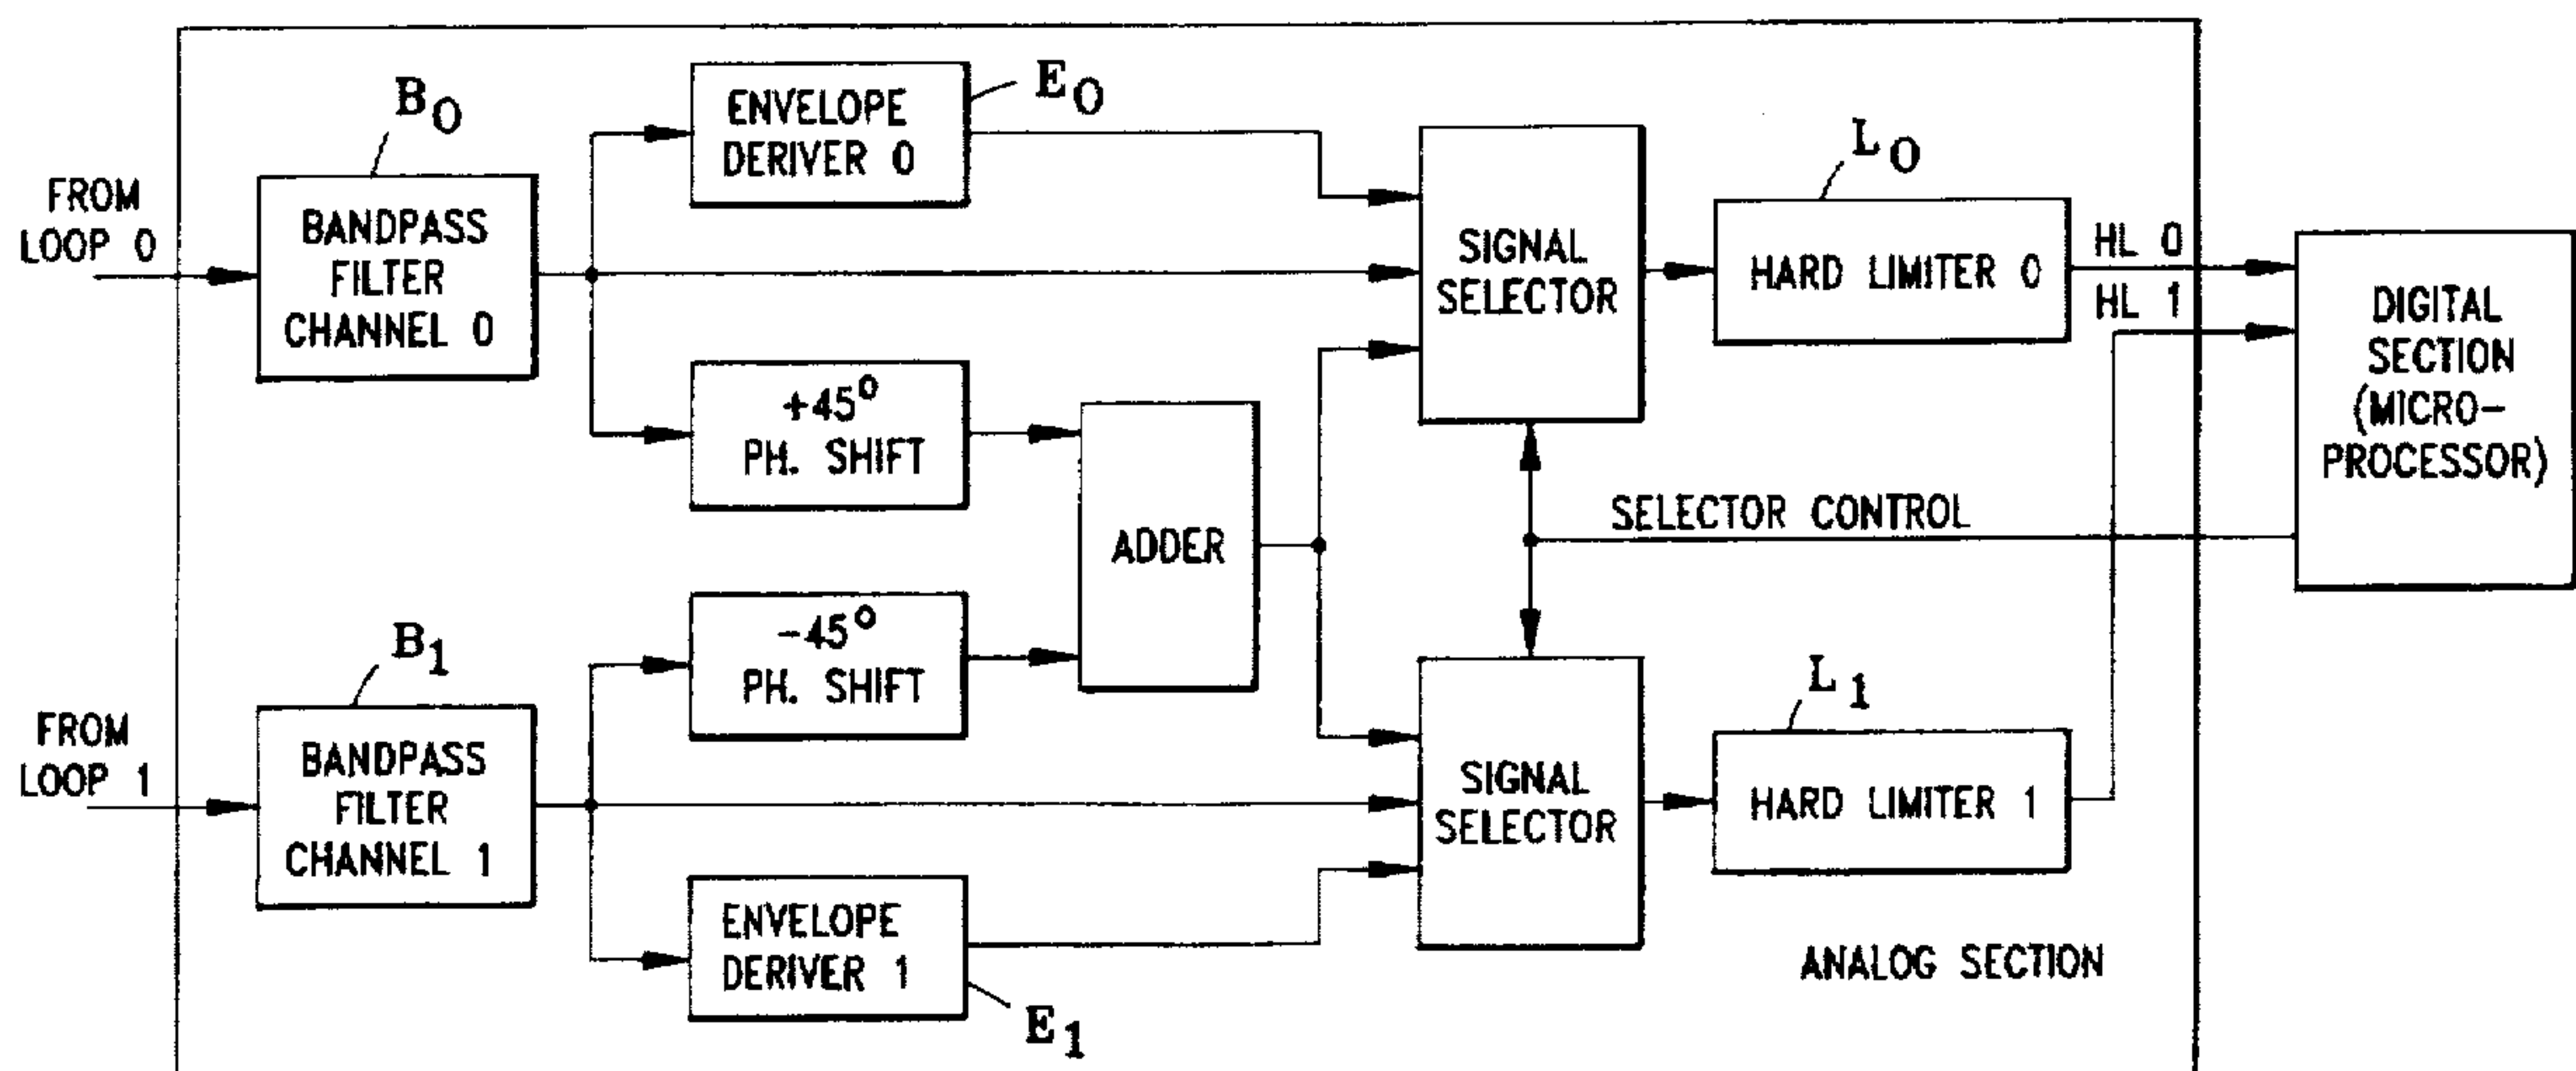 FROM
LOOP 0
B0
BANDPASS
FILTER
CHANNEL 0
ENVELOPE
DERIVER 0
E0
+45°
PH. SHIFT
ADDER
SIGNAL
SELECTOR
L0
HARD LIMITER 0
HL 0
HL 1
DIGITAL
SECTION
(MICRO-
PROCESSOR)
SELECTOR CONTROL
FROM
LOOP 1
B1
BANDPASS
FILTER
CHANNEL 1
-45°
PH. SHIFT
ENVELOPE
DERIVER 1
E1
SIGNAL
SELECTOR
L1
HARD LIMITER 1
ANALOG SECTION